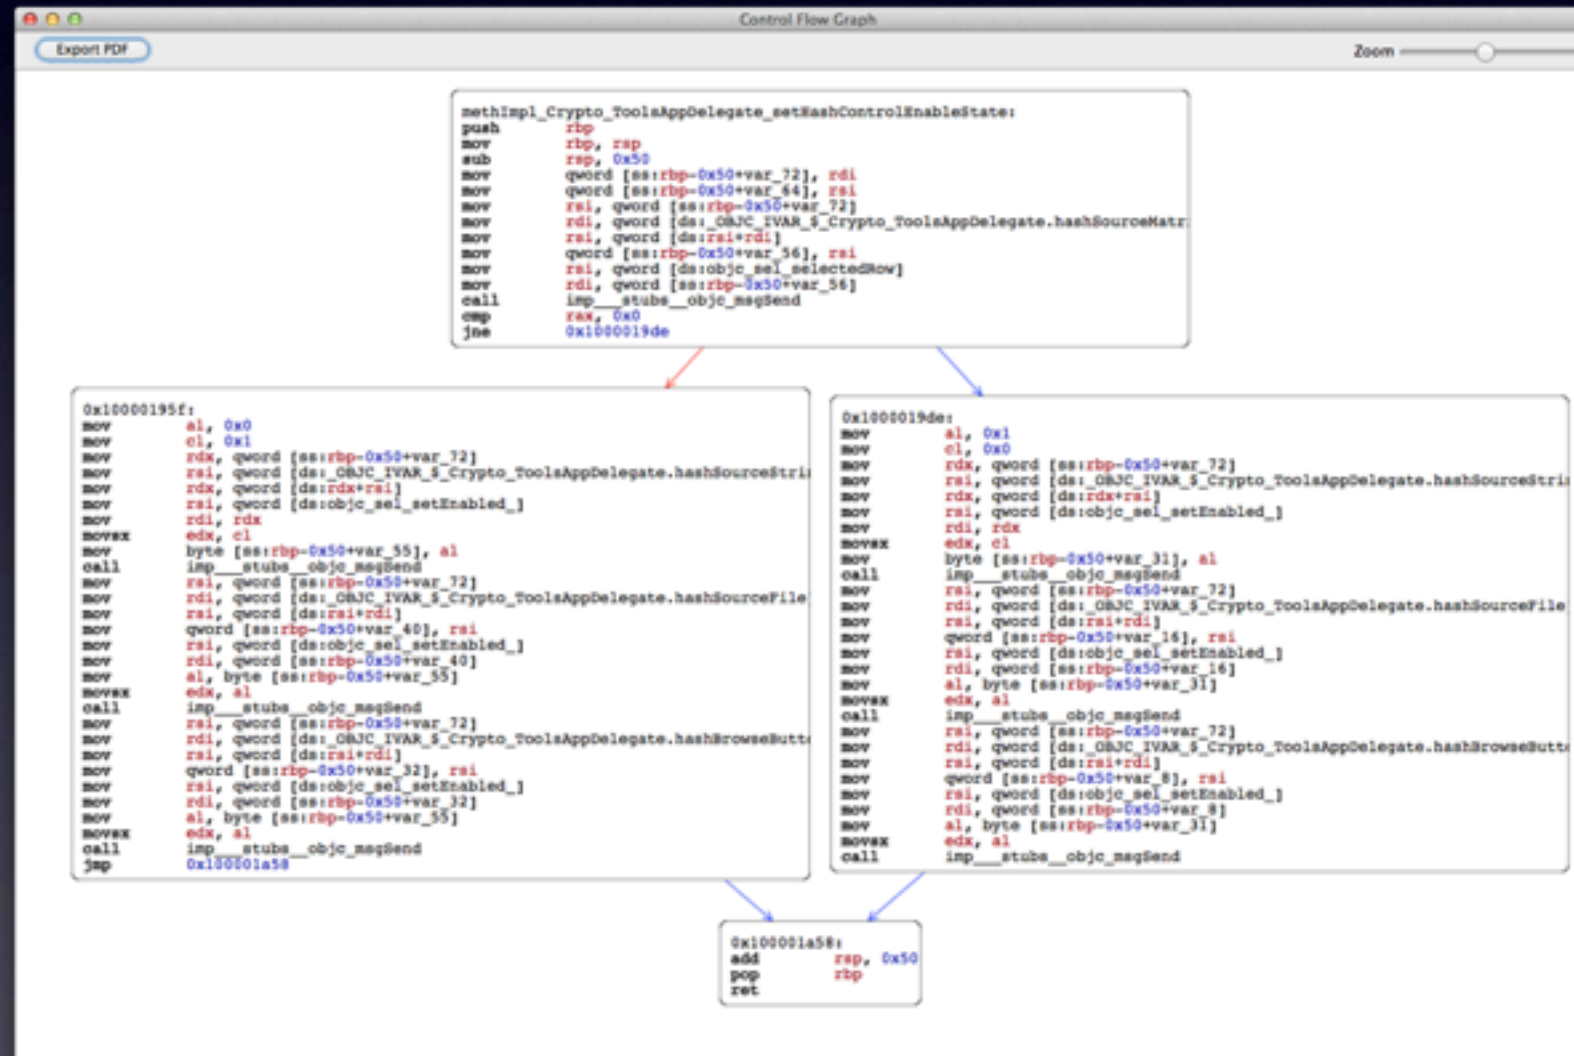 Control Flow Graph
Export PDF
Zoom
methImpl_Crypto_ToolsAppDelegate_setHashControlEnableState:
push rbp
mov rbp, rsp
sub rsp, 0x50
mov qword [ss:rbp-0x50+var_72], rdi
mov qword [ss:rbp-0x50+var_64], rsi
mov rsi, qword [ss:rbp-0x50+var_72]
mov rdi, qword [ds:_OBJC_IVAR_$_Crypto_ToolsAppDelegate.hashSourceMatr
mov rsi, qword [ds:rsi+rdi]
mov qword [ss:rbp-0x50+var_56], rsi
mov rsi, qword [ds:objc_sel_selectedRow]
mov rdi, qword [ss:rbp-0x50+var_56]
call imp___stubs__objc_msgSend
cmp rax, 0x0
jne 0x1000019de
0x10000195f:
mov al, 0x0
mov cl, 0x1
mov rdx, qword [ss:rbp-0x50+var_72]
mov rsi, qword [ds:_OBJC_IVAR_$_Crypto_ToolsAppDelegate.hashSourceStri
mov rdx, qword [ds:rdx+rsi]
mov rsi, qword [ds:objc_sel_setEnabled_]
mov rdi, rdx
movsx edx, cl
mov byte [ss:rbp-0x50+var_55], al
call imp___stubs__objc_msgSend
mov rsi, qword [ss:rbp-0x50+var_72]
mov rdi, qword [ds:_OBJC_IVAR_$_Crypto_ToolsAppDelegate.hashSourceFile
mov rsi, qword [ds:rsi+rdi]
mov qword [ss:rbp-0x50+var_40], rsi
mov rsi, qword [ds:objc_sel_setEnabled_]
mov rdi, qword [ss:rbp-0x50+var_40]
mov al, byte [ss:rbp-0x50+var_55]
movsx edx, al
call imp___stubs__objc_msgSend
mov rsi, qword [ss:rbp-0x50+var_72]
mov rdi, qword [ds:_OBJC_IVAR_$_Crypto_ToolsAppDelegate.hashBrowseButt
mov rsi, qword [ds:rsi+rdi]
mov qword [ss:rbp-0x50+var_32], rsi
mov rsi, qword [ds:objc_sel_setEnabled_]
mov rdi, qword [ss:rbp-0x50+var_32]
mov al, byte [ss:rbp-0x50+var_55]
movsx edx, al
call imp___stubs__objc_msgSend
jmp 0x100001a58
0x1000019de:
mov al, 0x1
mov cl, 0x0
mov rdx, qword [ss:rbp-0x50+var_72]
mov rsi, qword [ds:_OBJC_IVAR_$_Crypto_ToolsAppDelegate.hashSourceStri
mov rdx, qword [ds:rdx+rsi]
mov rsi, qword [ds:objc_sel_setEnabled_]
mov rdi, rdx
movsx edx, cl
mov byte [ss:rbp-0x50+var_31], al
call imp___stubs__objc_msgSend
mov rsi, qword [ss:rbp-0x50+var_72]
mov rdi, qword [ds:_OBJC_IVAR_$_Crypto_ToolsAppDelegate.hashSourceFile
mov rsi, qword [ds:rsi+rdi]
mov qword [ss:rbp-0x50+var_16], rsi
mov rsi, qword [ds:objc_sel_setEnabled_]
mov rdi, qword [ss:rbp-0x50+var_16]
mov al, byte [ss:rbp-0x50+var_31]
movsx edx, al
call imp___stubs__objc_msgSend
mov rsi, qword [ss:rbp-0x50+var_72]
mov rdi, qword [ds:_OBJC_IVAR_$_Crypto_ToolsAppDelegate.hashBrowseButt
mov rsi, qword [ds:rsi+rdi]
mov qword [ss:rbp-0x50+var_8], rsi
mov rsi, qword [ds:objc_sel_setEnabled_]
mov rdi, qword [ss:rbp-0x50+var_8]
mov al, byte [ss:rbp-0x50+var_31]
movsx edx, al
call imp___stubs__objc_msgSend
0x100001a58:
add rsp, 0x50
pop rbp
ret